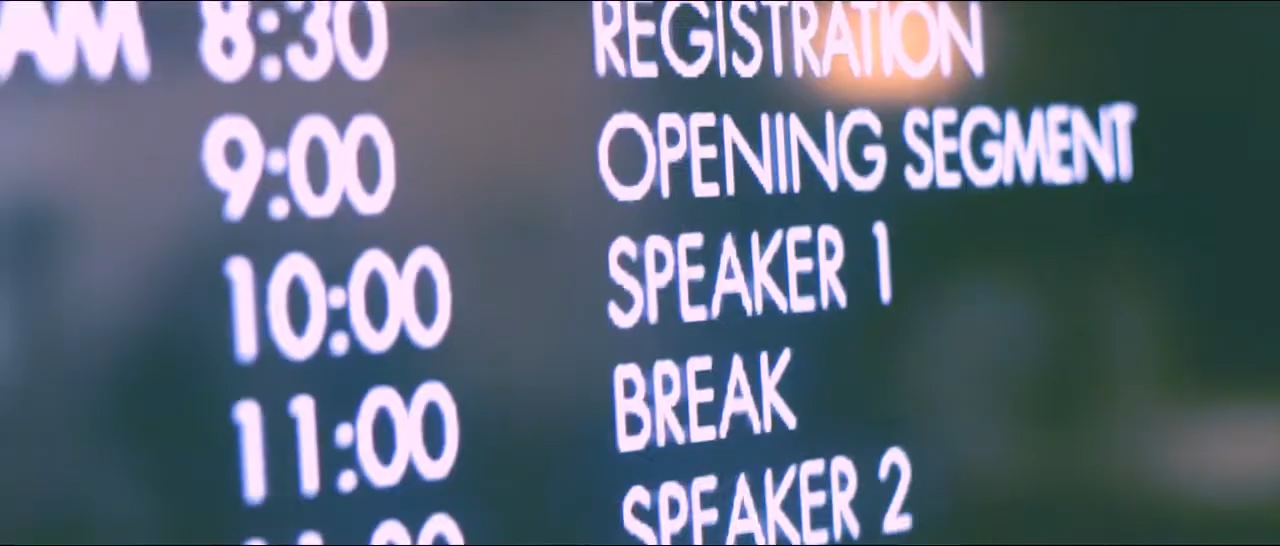 AM 8:30 REGISTRATION
9:00 OPENING SEGMENT
10:00 SPEAKER 1
11:00 BREAK
SPEAKER 2